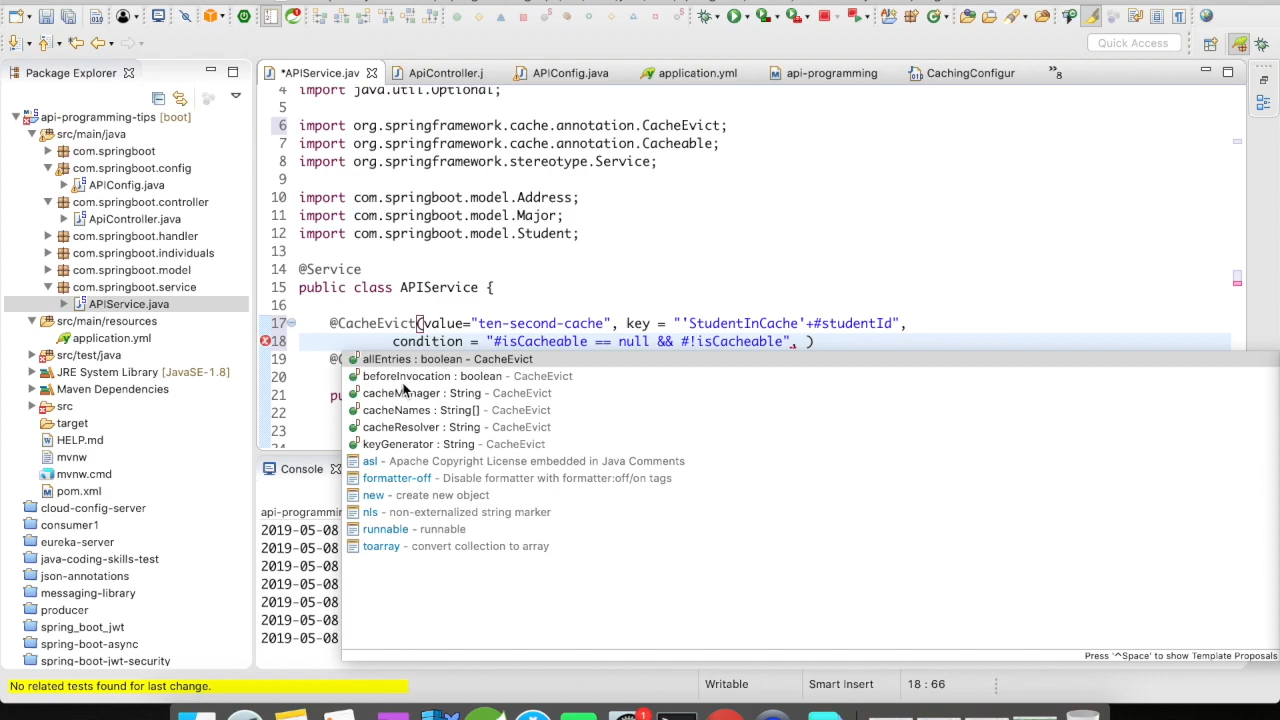 Quick Access
Package Explorer
*APIService.jav
ApiController.j
APIConfig.java
application.yml
api-programming
CachingConfigur
»8
api-programming-tips [boot]
src/main/java
com.springboot
com.springboot.config
APIConfig.java
com.springboot.controller
ApiController.java
com.springboot.handler
com.springboot.individuals
com.springboot.model
com.springboot.service
APIService.java
src/main/resources
application.yml
src/test/java
JRE System Library [JavaSE-1.8]
Maven Dependencies
src
target
HELP.md
mvnw
mvnw.cmd
pom.xml
cloud-config-server
consumer1
eureka-server
java-coding-skills-test
json-annotations
messaging-library
producer
spring_boot_jwt
spring-boot-async
spring-boot-jwt-security
4 import java.util.Optional;
5
6 import org.springframework.cache.annotation.CacheEvict;
7 import org.springframework.cache.annotation.Cacheable;
8 import org.springframework.stereotype.Service;
9
10 import com.springboot.model.Address;
11 import com.springboot.model.Major;
12 import com.springboot.model.Student;
13
14 @Service
15 public class APIService {
16
17 @CacheEvict(value="ten-second-cache", key = "'StudentInCache'+#studentId",
18 condition = "#isCacheable == null && #!isCacheable", )
19 @C
20
21 pu
22
23
24
allEntries : boolean - CacheEvict
beforeInvocation : boolean - CacheEvict
cacheManager : String - CacheEvict
cacheNames : String[] - CacheEvict
cacheResolver : String - CacheEvict
keyGenerator : String - CacheEvict
asl - Apache Copyright License embedded in Java Comments
formatter-off - Disable formatter with formatter:off/on tags
new - create new object
nls - non-externalized string marker
runnable - runnable
toarray - convert collection to array
Press '^Space' to show Template Proposals
Console
api-programmin
2019-05-08
2019-05-08
2019-05-08
2019-05-08
2019-05-08
2019-05-08
2019-05-08
No related tests found for last change.
Writable
Smart Insert
18 : 66
1